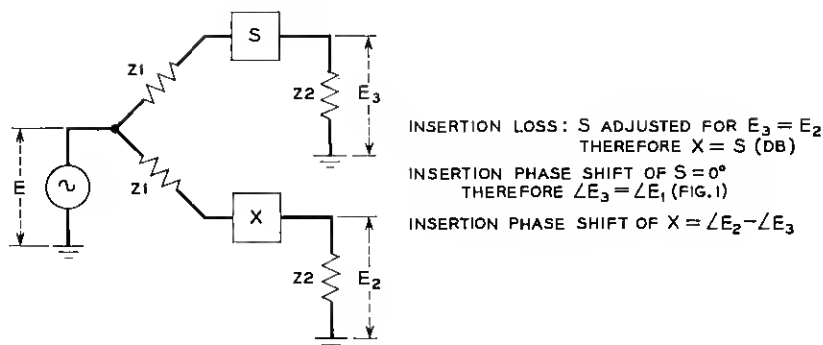 S
Z1
Z2
E3
E
Z1
X
Z2
E2
INSERTION LOSS: S ADJUSTED FOR E3 = E2
THEREFORE X = S (DB)
INSERTION PHASE SHIFT OF S = 0°
THEREFORE ∠E3 = ∠E1 (FIG. 1)
INSERTION PHASE SHIFT OF X = ∠E2 − ∠E3